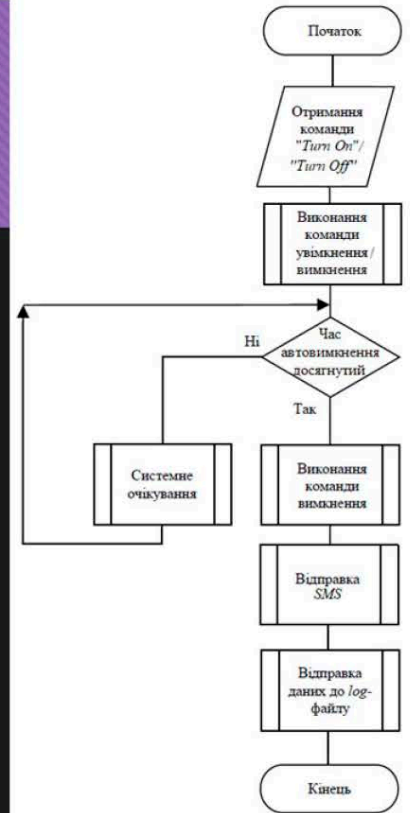 Початок
Отримання
команди
"Turn On"/
"Turn Off"
Виконання
команди
увімкнення/
вимкнення
Час
автовимкнення
досягнутий
Ні
Так
Системне
очікування
Виконання
команди
вимкнення
Відправка
SMS
Відправка
даних до log-
файлу
Кінець